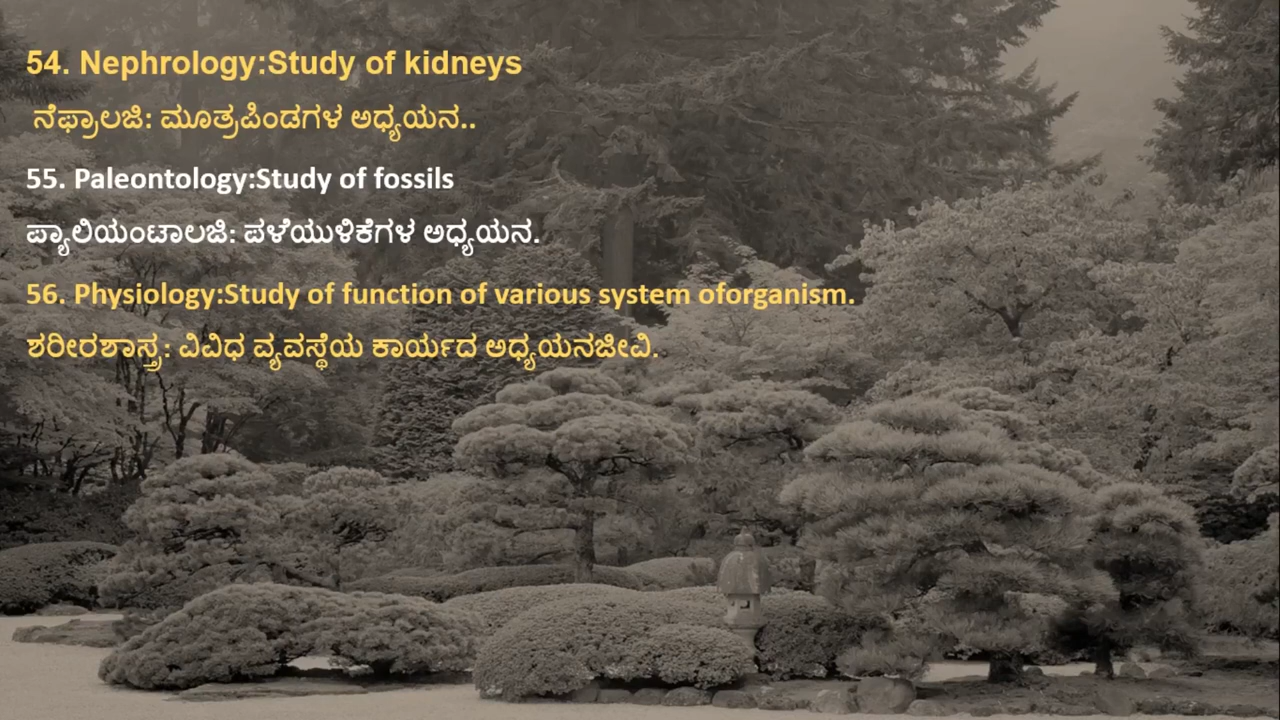 54. Nephrology:Study of kidneys
ನೆಫ್ರಾಲಜಿ: ಮೂತ್ರಪಿಂಡಗಳ ಅಧ್ಯಯನ..
55. Paleontology:Study of fossils
ಪ್ಯಾಲಿಯಂಟಾಲಜಿ: ಪಳೆಯುಳಿಕೆಗಳ ಅಧ್ಯಯನ.
56. Physiology:Study of function of various system oforganism.
ಶರೀರಶಾಸ್ತ್ರ: ವಿವಿಧ ವ್ಯವಸ್ಥೆಯ ಕಾರ್ಯದ ಅಧ್ಯಯನಜೀವಿ.